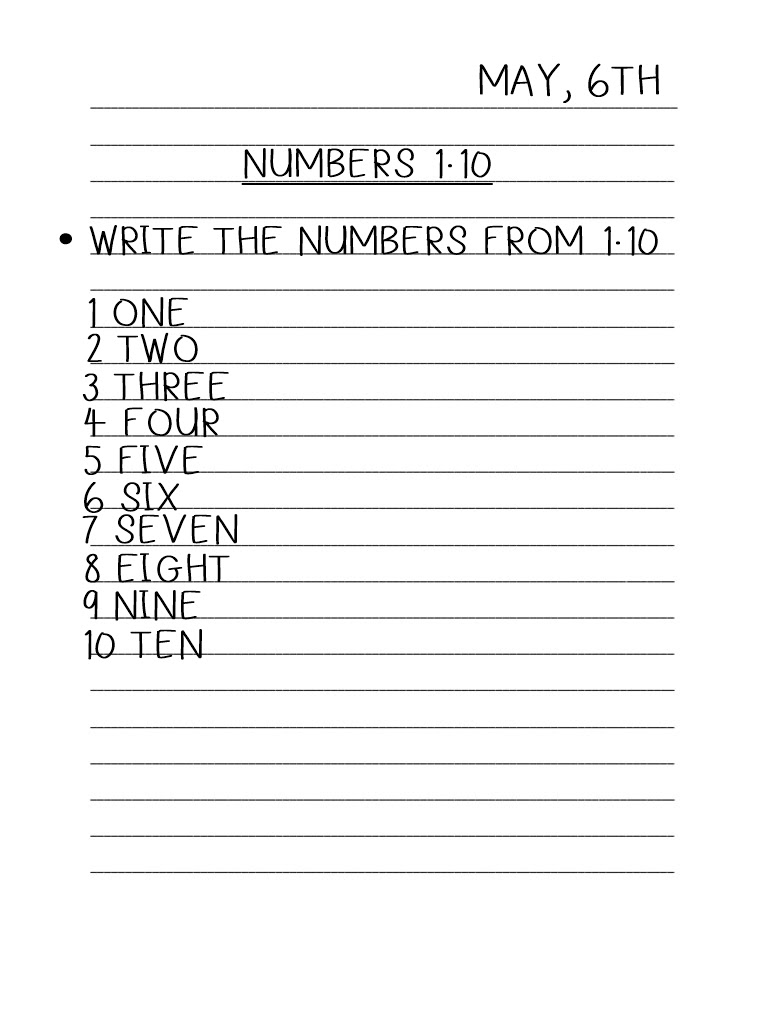 MAY, 6TH
NUMBERS 1-10
• WRITE THE NUMBERS FROM 1-10
1 ONE
2 TWO
3 THREE
4 FOUR
5 FIVE
6 SIX
7 SEVEN
8 EIGHT
9 NINE
10 TEN